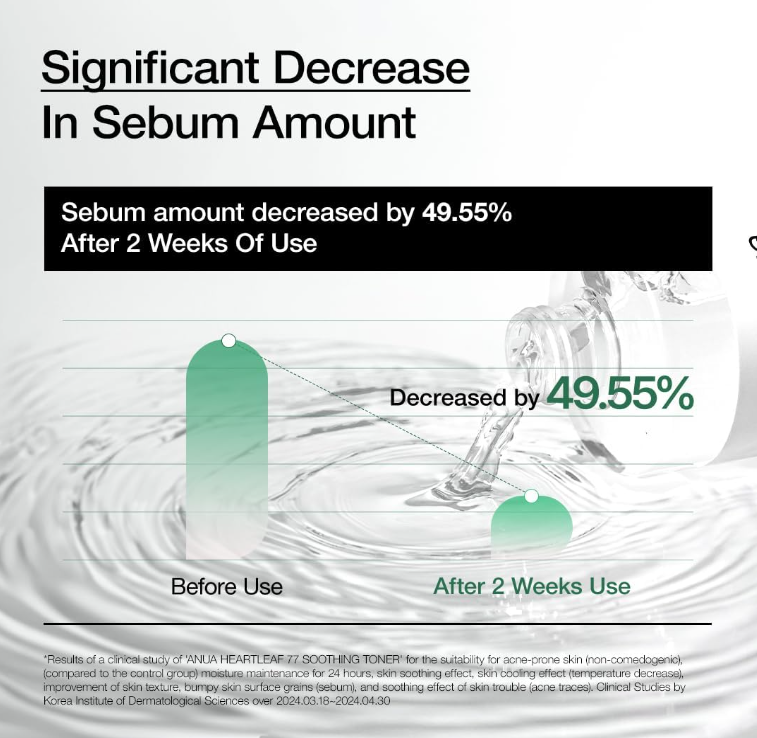 Significant Decrease
In Sebum Amount
Sebum amount decreased by 49.55%
After 2 Weeks Of Use
Decreased by 49.55%
Before Use
After 2 Weeks Use
*Results of a clinical study of 'ANUA HEARTLEAF 77 SOOTHING TONER' for the suitability for acne-prone skin (non-comedogenic),
(compared to the control group) moisture maintenance for 24 hours, skin soothing effect, skin cooling effect (temperature decrease),
improvement of skin texture, bumpy skin surface grains (sebum), and soothing effect of skin trouble (acne traces). Clinical Studies by
Korea Institute of Dermatological Sciences over 2024.03.18~2024.04.30